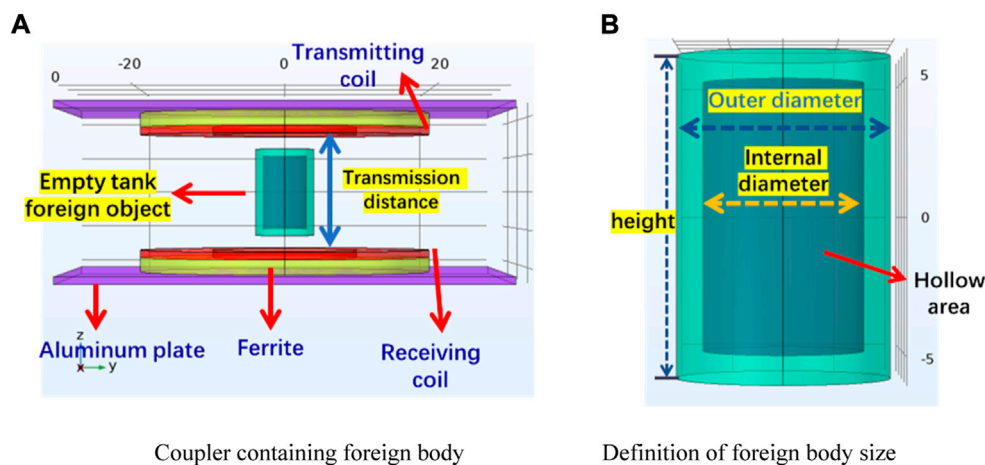 A
B
0
-20
0
20
Transmitting
coil
Empty tank
foreign object
Transmission
distance
z
y
x
Aluminum plate
Ferrite
Receiving
coil
5
Outer diameter
Internal
diameter
height
0
Hollow
area
-5
Coupler containing foreign body
Definition of foreign body size